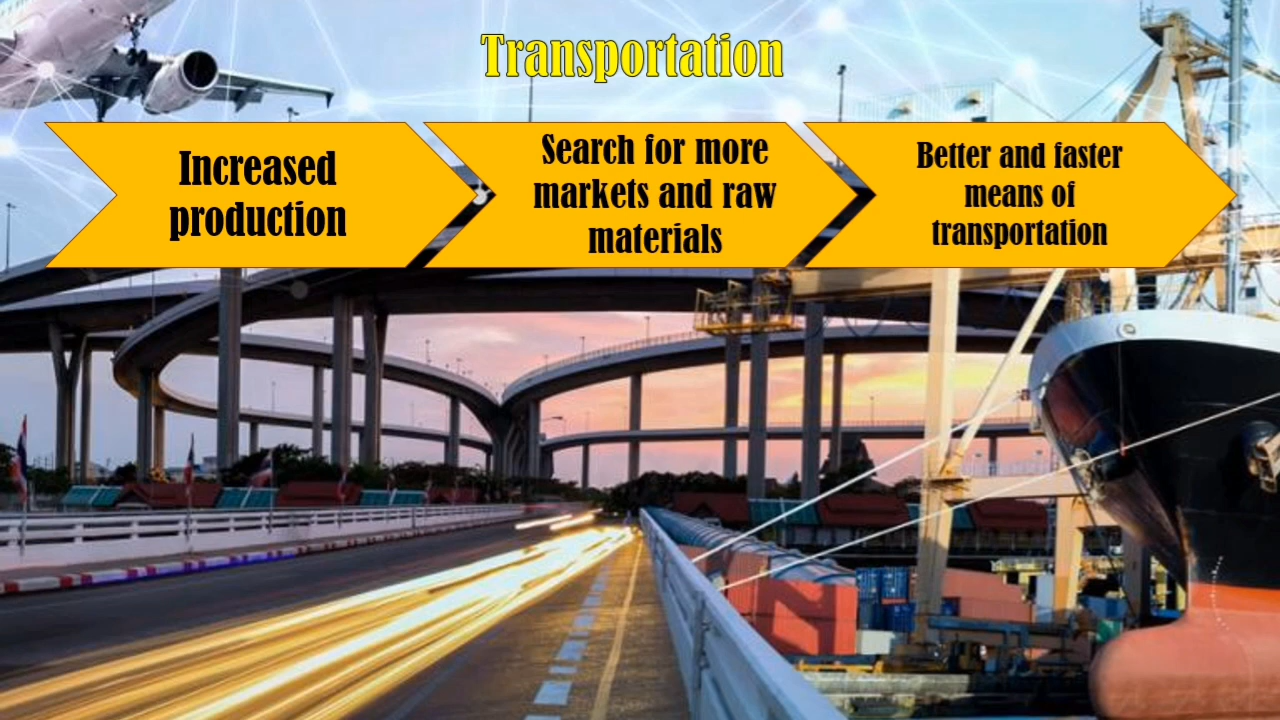 Transportation
Increased
production
Search for more
markets and raw
materials
Better and faster
means of
transportation